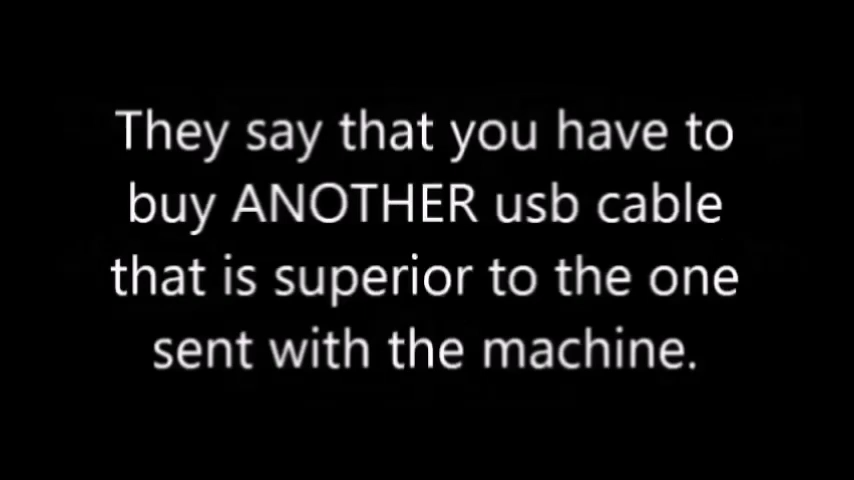 They say that you have to
buy ANOTHER usb cable
that is superior to the one
sent with the machine.